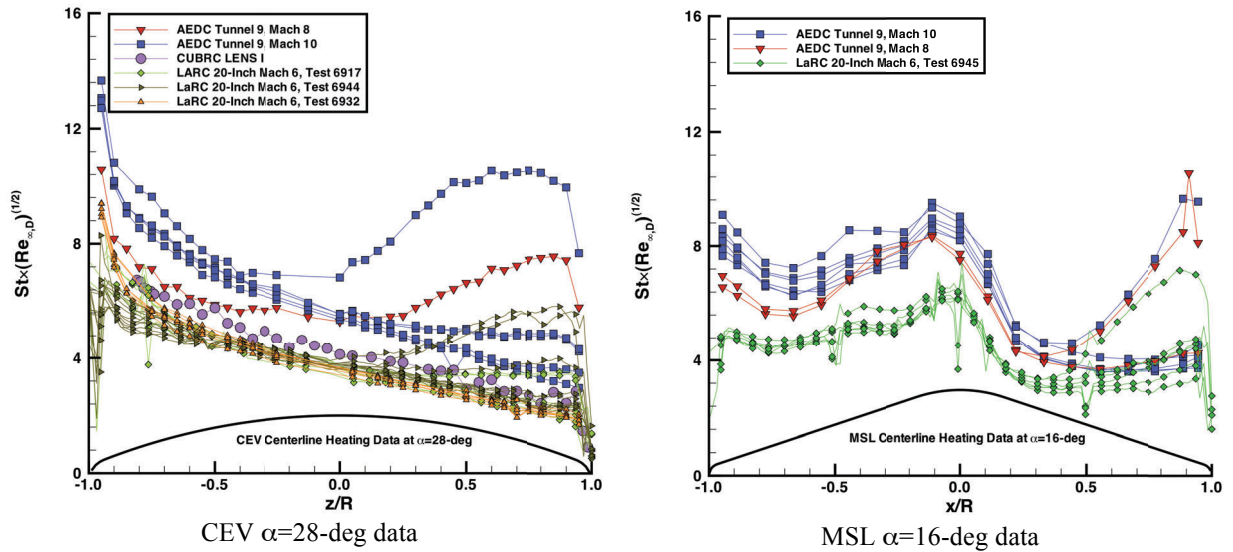 16
12
8
4
0
St×(Re∞,D)^(1/2)
AEDC Tunnel 9, Mach 8
AEDC Tunnel 9, Mach 10
CUBRC LENS I
LARC 20-Inch Mach 6, Test 6917
LaRC 20-Inch Mach 6, Test 6944
LaRC 20-Inch Mach 6, Test 6932
CEV Centerline Heating Data at α=28-deg
-1.0 -0.5 0.0 0.5 1.0
z/R
CEV α=28-deg data
16
12
8
4
0
St×(Re∞,D)^(1/2)
AEDC Tunnel 9, Mach 10
AEDC Tunnel 9, Mach 8
LaRC 20-Inch Mach 6, Test 6945
MSL Centerline Heating Data at α=16-deg
-1.0 -0.5 0.0 0.5 1.0
x/R
MSL α=16-deg data